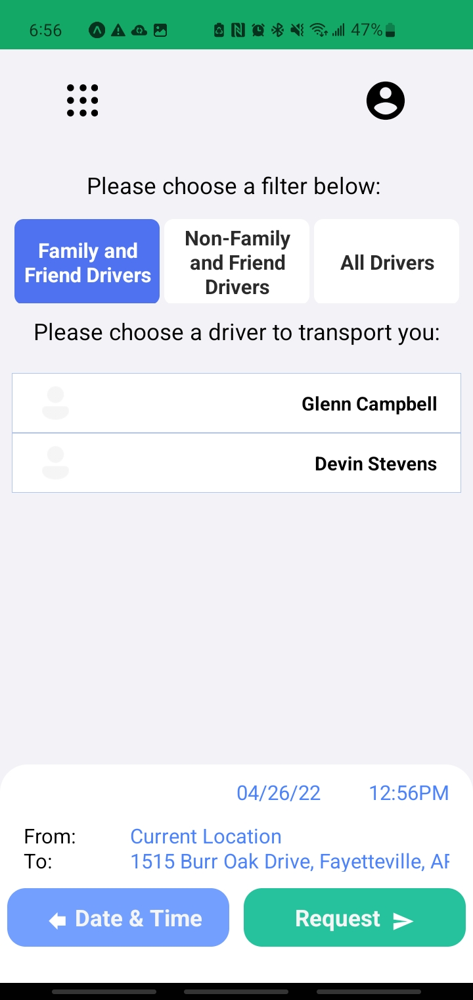 6:56
47%
Please choose a filter below:
Family and
Friend Drivers
Non-Family
and Friend
Drivers
All Drivers
Please choose a driver to transport you:
Glenn Campbell
Devin Stevens
04/26/22 12:56PM
From: Current Location
To: 1515 Burr Oak Drive, Fayetteville, AR
Date & Time
Request